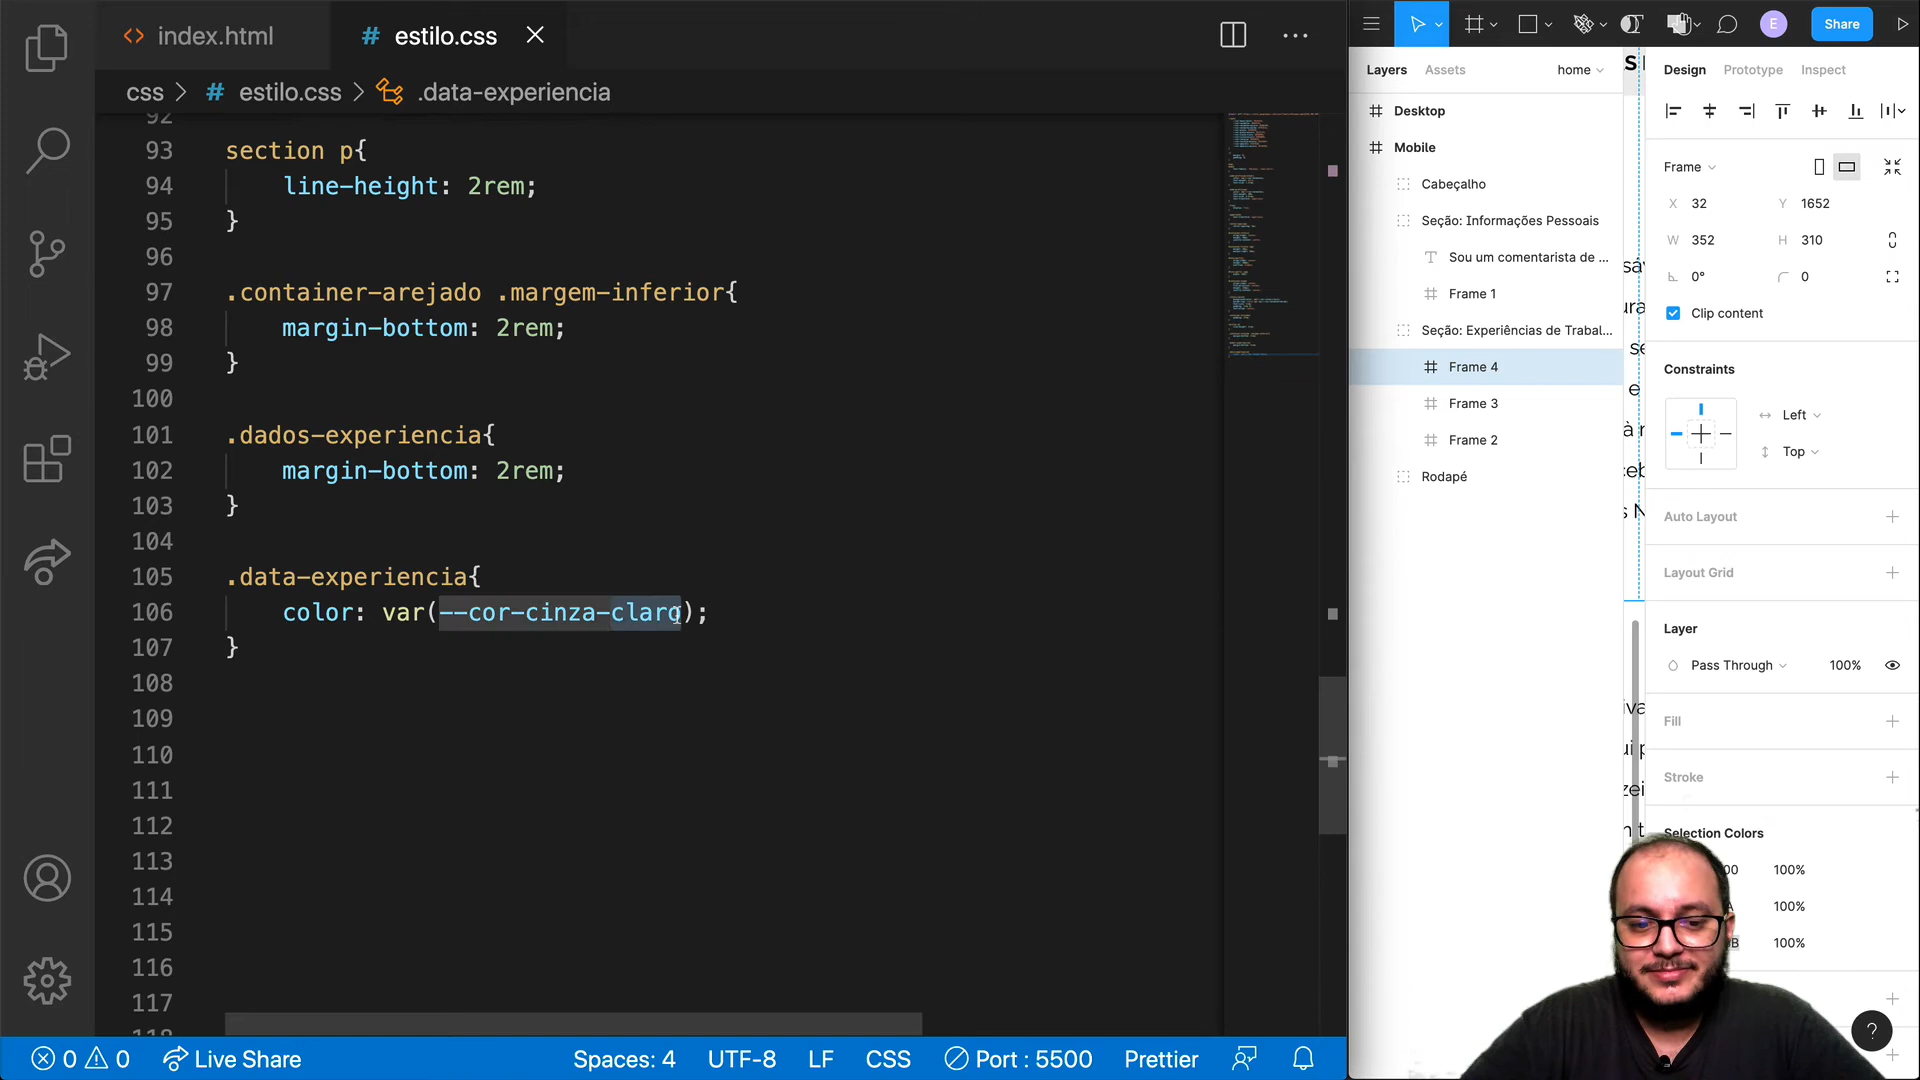 index.html
estilo.css
css > # estilo.css > .data-experiencia
92
93 section p{
94 line-height: 2rem;
95 }
96
97 .container-arejado .margem-inferior{
98 margin-bottom: 2rem;
99 }
100
101 .dados-experiencia{
102 margin-bottom: 2rem;
103 }
104
105 .data-experiencia{
106 color: var(--cor-cinza-claro);
107 }
108
109
110
111
112
113
114
115
116
117
0 0 Live Share Spaces: 4 UTF-8 LF CSS Port : 5500 Prettier
E Share
Layers Assets home
Desktop
Mobile
Cabeçalho
Seção: Informações Pessoais
Sou um comentarista de ...
Frame 1
Seção: Experiências de Trabal...
Frame 4
Frame 3
Frame 2
Rodapé
Design Prototype Inspect
Frame
X 32 Y 1652
W 352 H 310
0° 0
Clip content
Constraints
Left
Top
Auto Layout
Layout Grid
Layer
Pass Through 100%
Fill
Stroke
Selection Colors
100%
100%
100%
?